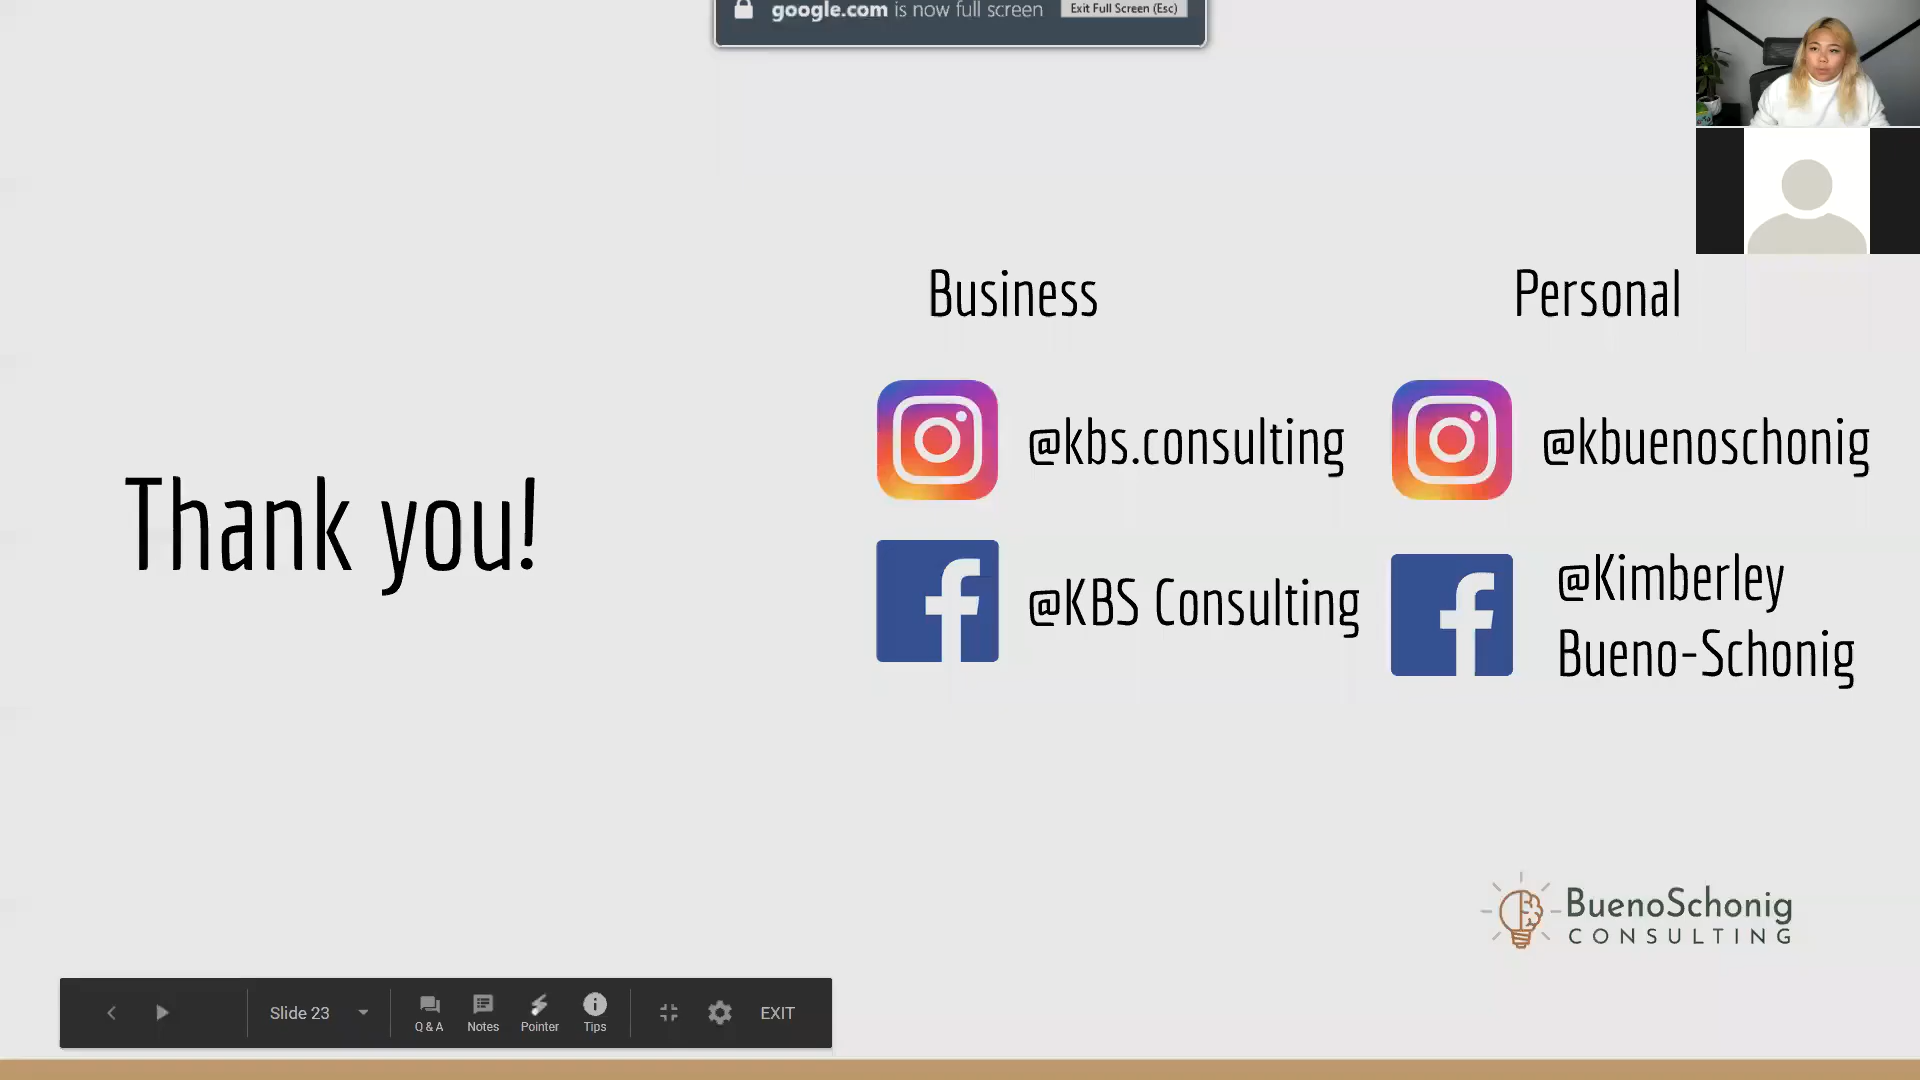 google.com is now full screen
Exit Full Screen (Esc)
Business
Personal
@kbs.consulting
@kbuenoschonig
Thank you!
@KBS Consulting
@Kimberley
Bueno-Schonig
BuenoSchonig
CONSULTING
Slide 23
Q & A
Notes
Pointer
Tips
EXIT